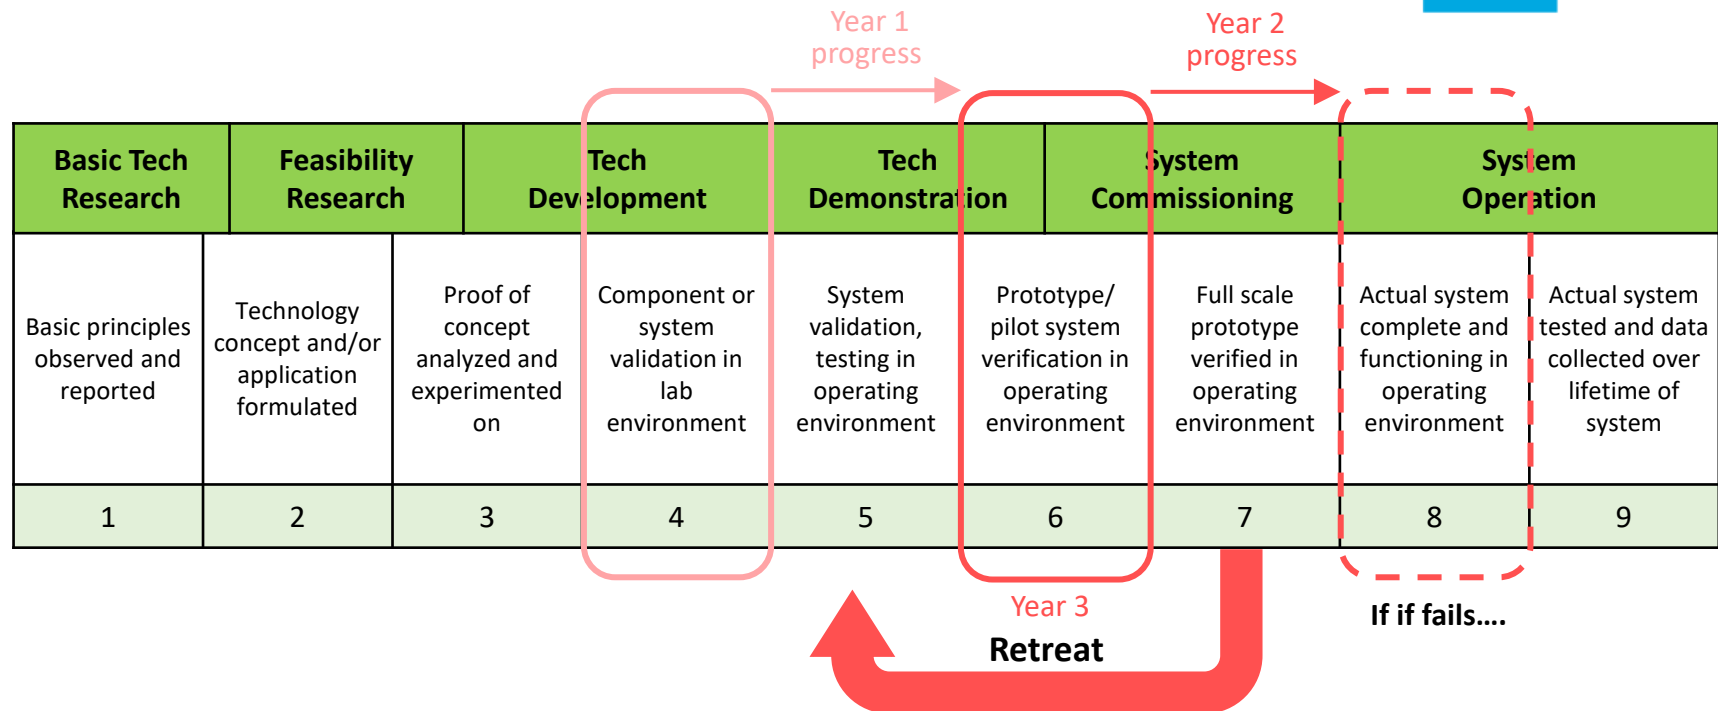 Year 1
progress
Year 2
progress
Basic Tech
Research
Feasibility
Research
Tech
Development
Tech
Demonstration
System
Commissioning
System
Operation
Basic principles
observed and
reported
Technology
concept and/or
application
formulated
Proof of
concept
analyzed and
experimented
on
Component or
system
validation in
lab
environment
System
validation,
testing in
operating
environment
Prototype/
pilot system
verification in
operating
environment
Full scale
prototype
verified in
operating
environment
Actual system
complete and
functioning in
operating
environment
Actual system
tested and data
collected over
lifetime of
system
1
2
3
4
5
6
7
8
9
Year 3
Retreat
If if fails....